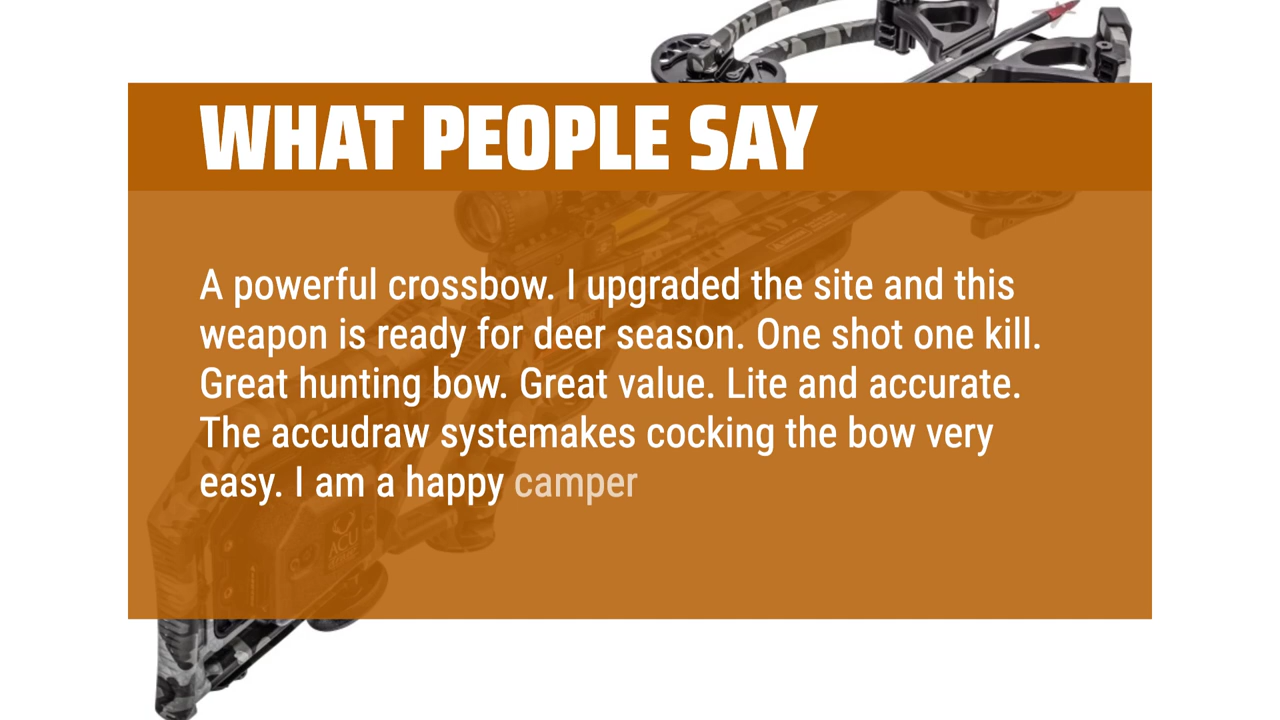 WHAT PEOPLE SAY
A powerful crossbow. I upgraded the site and this
weapon is ready for deer season. One shot one kill.
Great hunting bow. Great value. Lite and accurate.
The accudraw systemakes cocking the bow very
easy. I am a happy camper
ACU